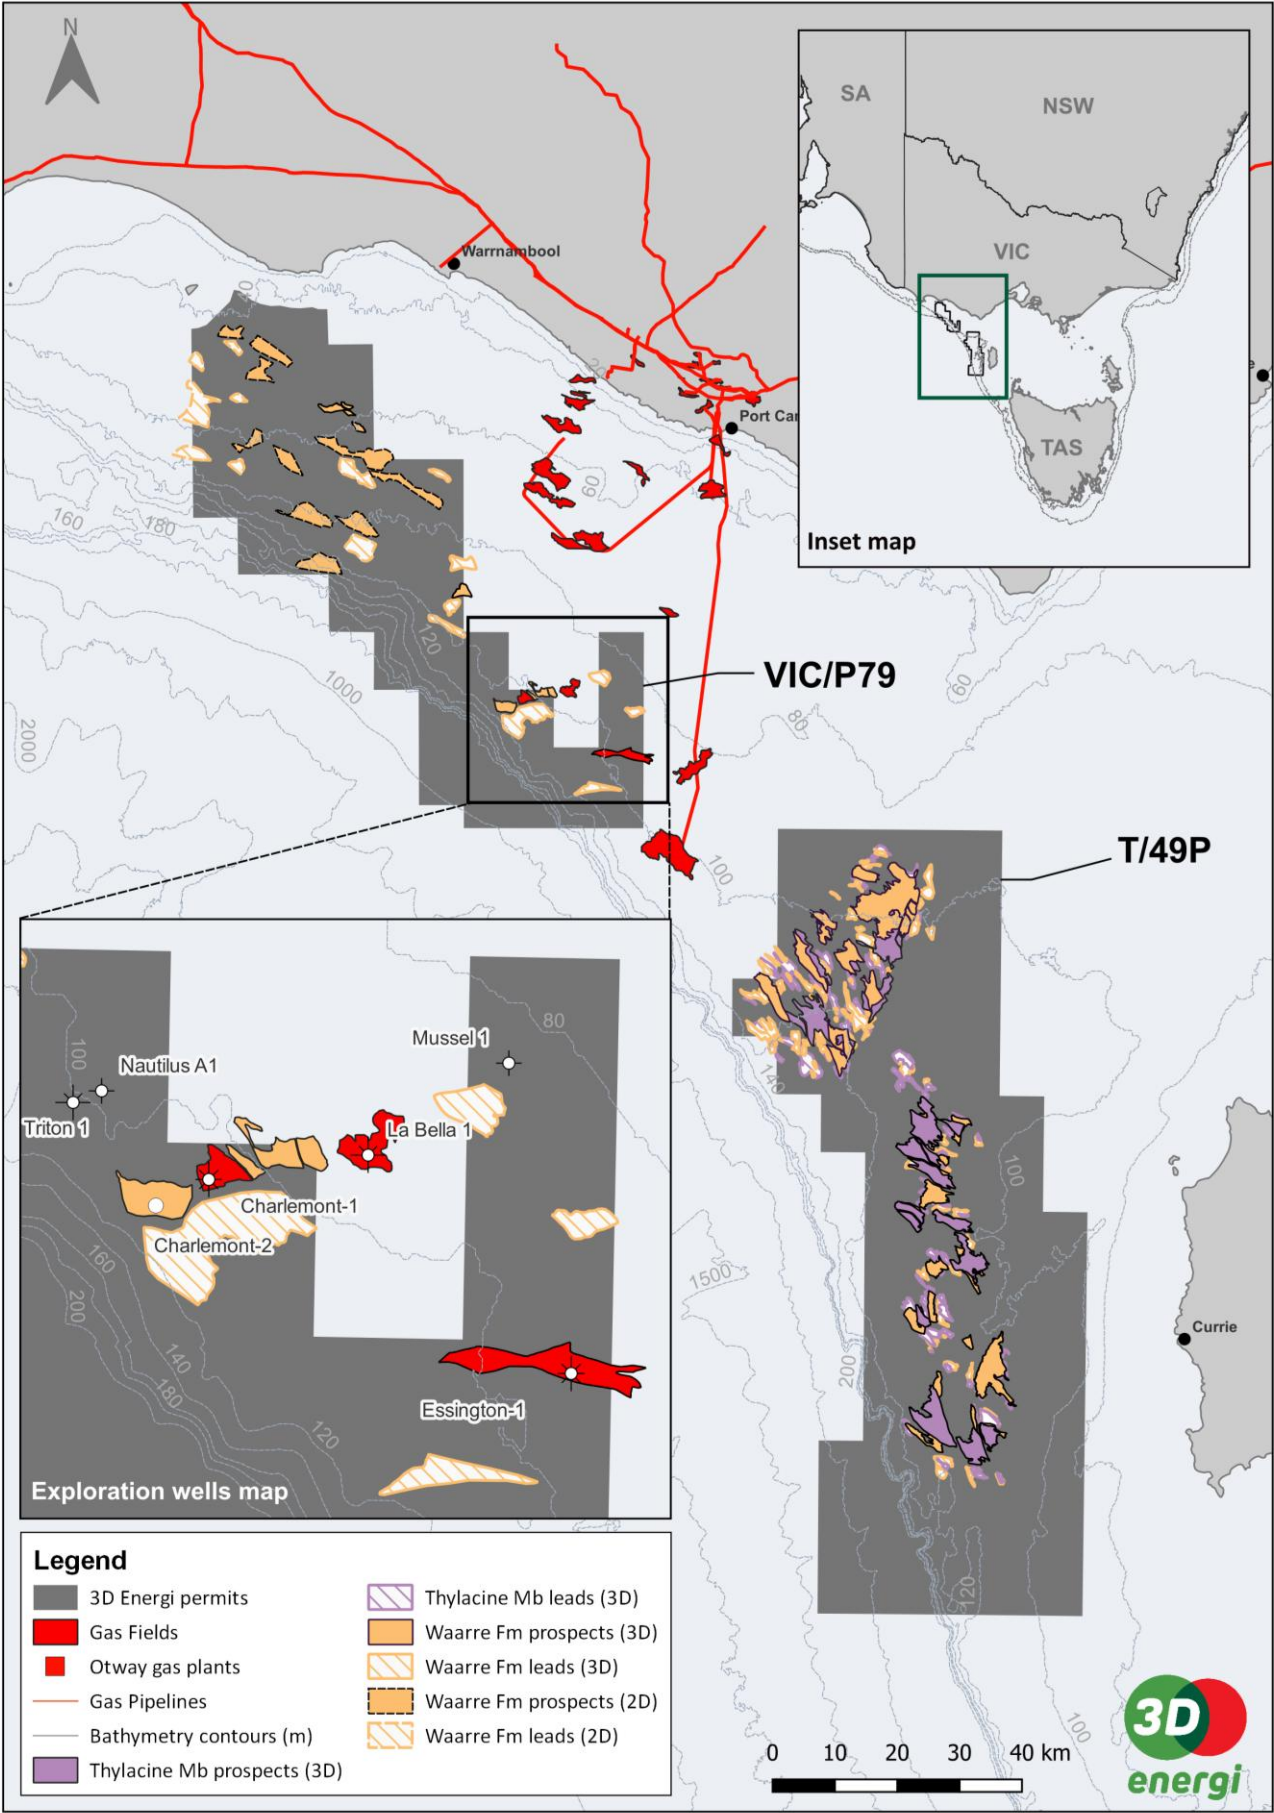 N
SA
NSW
VIC
TAS
Inset map
Warrnambool
40
20
Port Cam
e
60
160
180
120
1000
2000
VIC/P79
60
80
100
T/49P
140
100
1500
200
Currie
120
100
Mussel 1
80
100
Nautilus A1
Triton 1
La Bella 1
Charlemont-1
Charlemont-2
160
200
140
180
120
Essington-1
Exploration wells map
Legend
3D Energi permits
Gas Fields
Otway gas plants
Gas Pipelines
Bathymetry contours (m)
Thylacine Mb prospects (3D)
Thylacine Mb leads (3D)
Waarre Fm prospects (3D)
Waarre Fm leads (3D)
Waarre Fm prospects (2D)
Waarre Fm leads (2D)
0 10 20 30 40 km
3D
energi